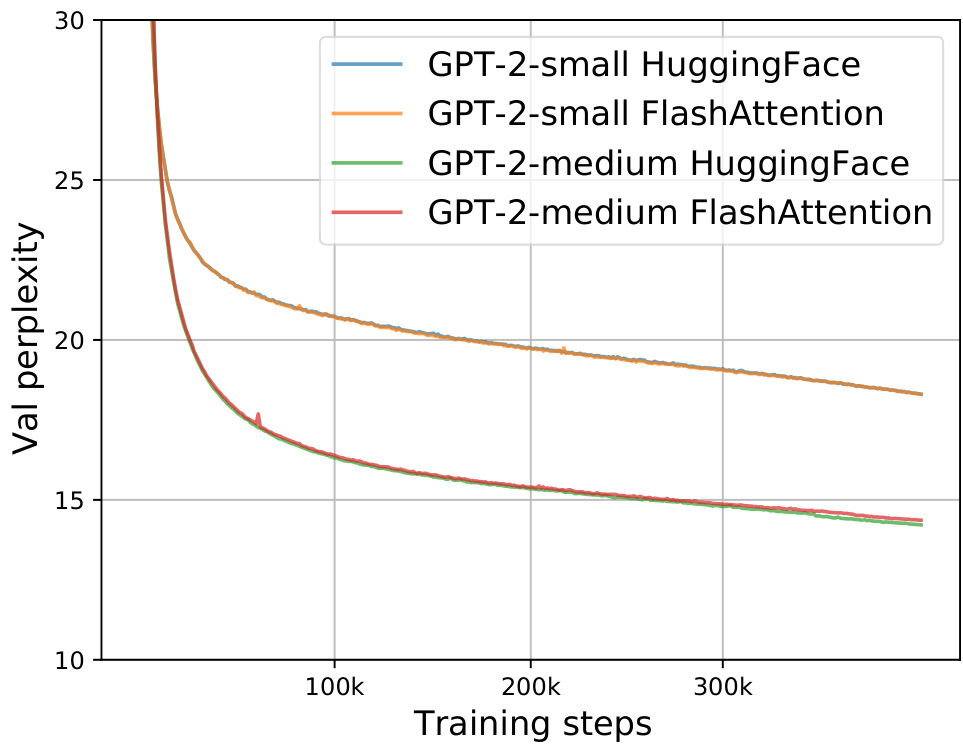 30
25
20
15
10
Val perplexity
GPT-2-small HuggingFace
GPT-2-small FlashAttention
GPT-2-medium HuggingFace
GPT-2-medium FlashAttention
100k
200k
300k
Training steps